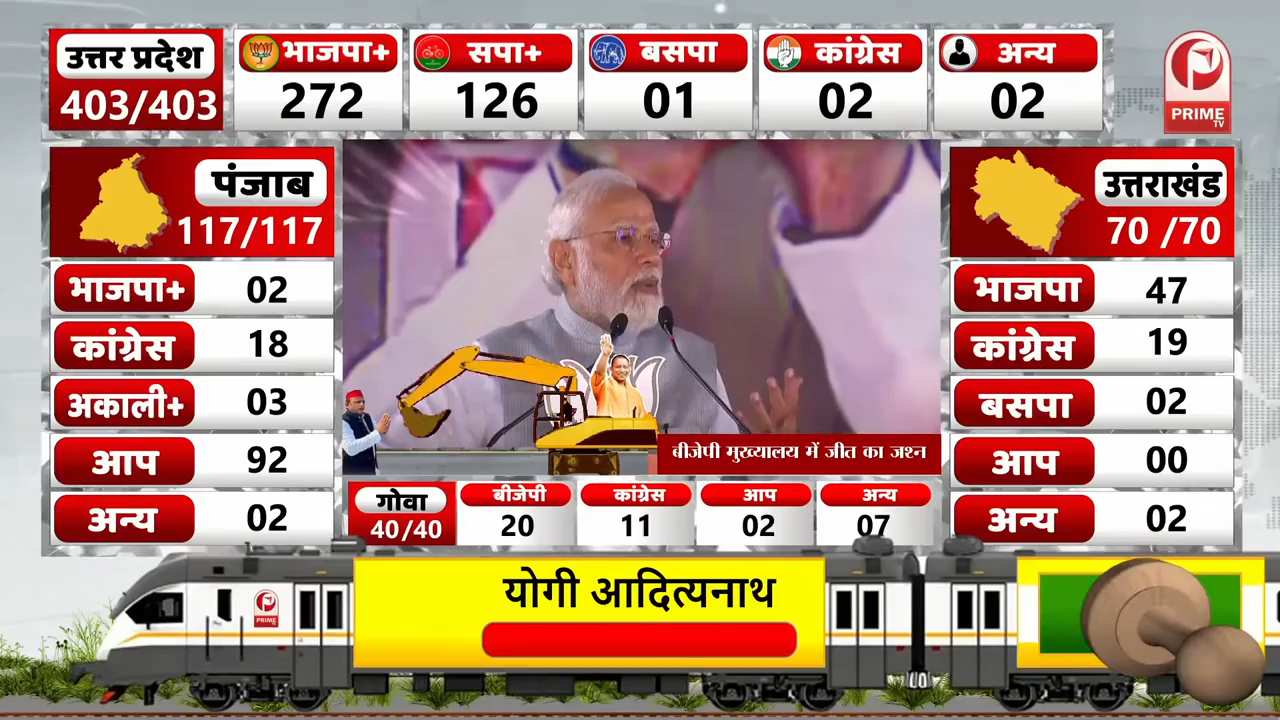 उत्तर प्रदेश
403/403
भाजपा+
272
सपा+
126
बसपा
01
कांग्रेस
02
अन्य
02
PRIME
TV
पंजाब
117/117
भाजपा+ 02
कांग्रेस 18
अकाली+ 03
आप 92
अन्य 02
उत्तराखंड
70 /70
भाजपा 47
कांग्रेस 19
बसपा 02
आप 00
अन्य 02
बीजेपी मुख्यालय में जीत का जश्न
गोवा
40/40
बीजेपी
20
कांग्रेस
11
आप
02
अन्य
07
योगी आदित्यनाथ
PRIME